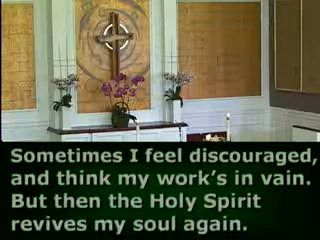 Sometimes I feel discouraged,
and think my work's in vain.
But then the Holy Spirit
revives my soul again.